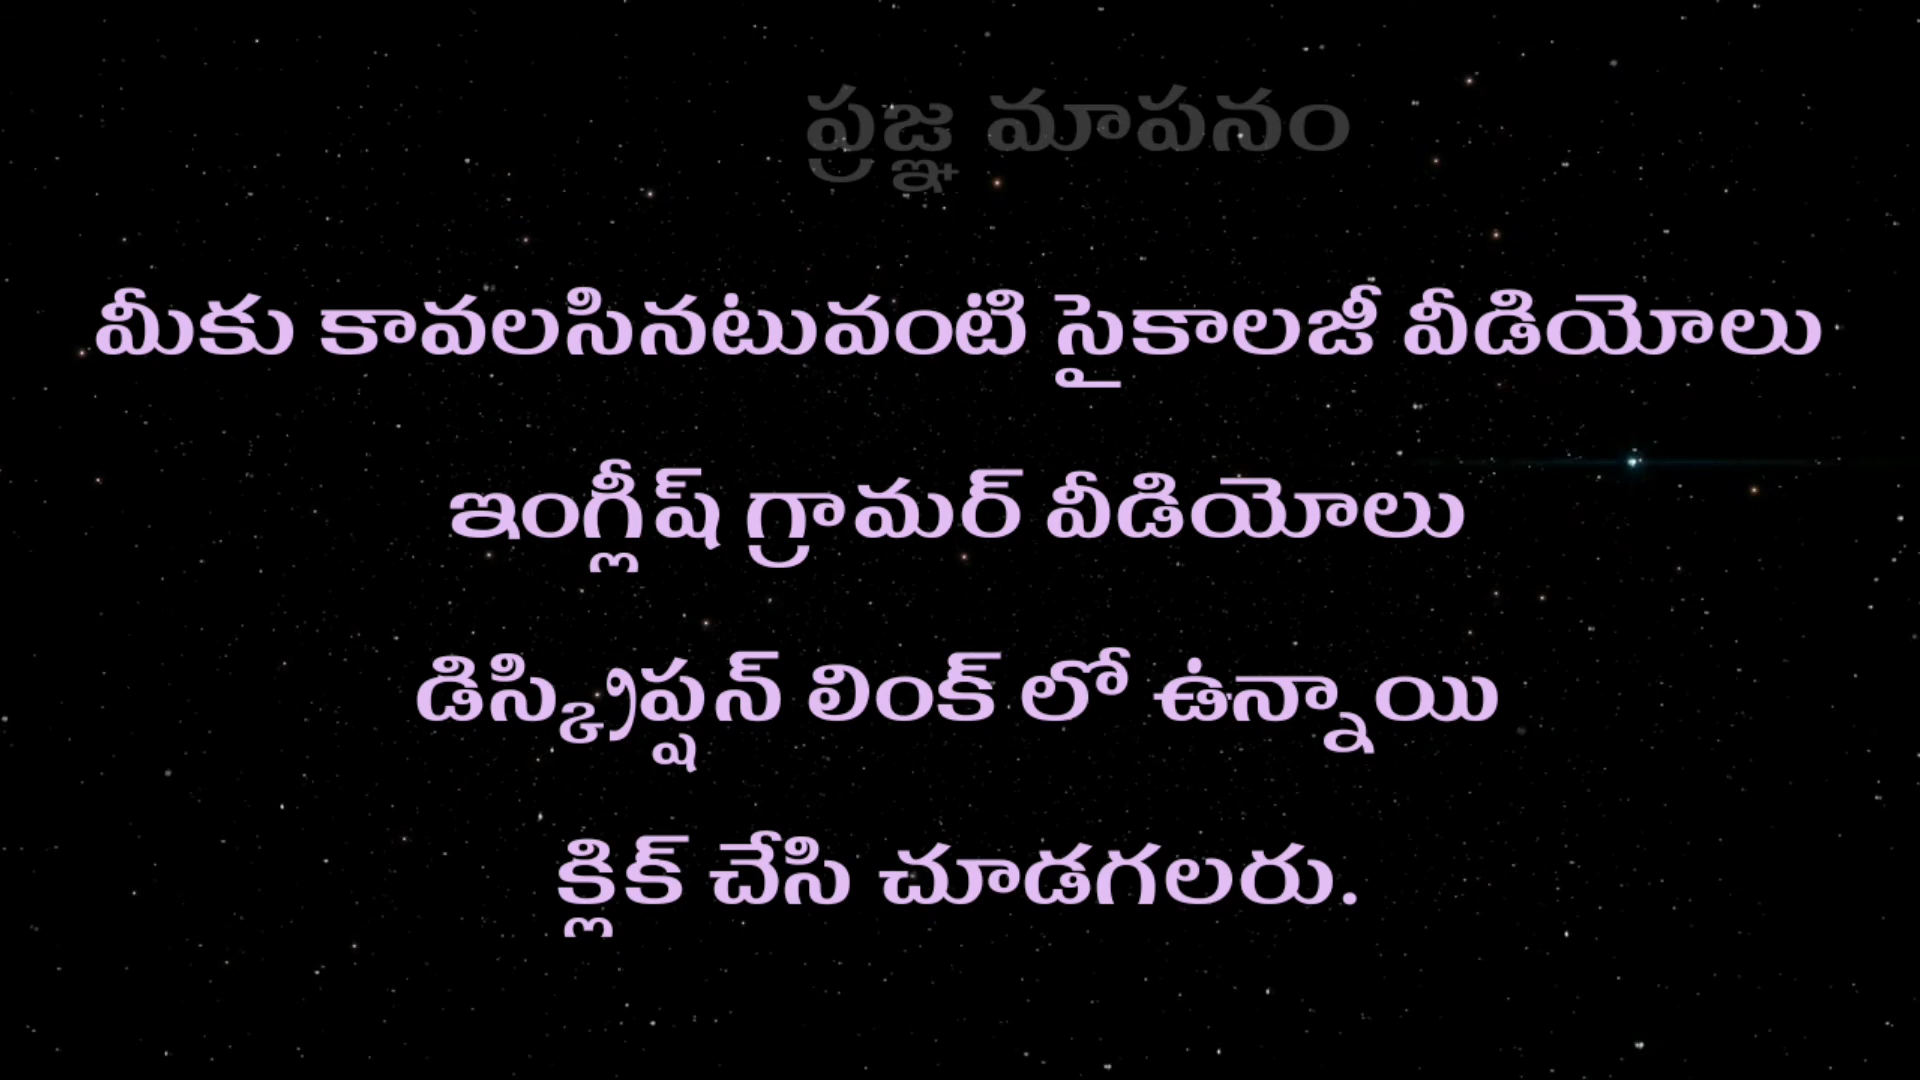 ప్రజ్ఞ మాపనం
మీకు కావలసినటువంటి సైకాలజీ వీడియోలు
ఇంగ్లీష్ గ్రామర్ వీడియోలు
డిస్క్రిప్షన్ లింక్ లో ఉన్నాయి
క్లిక్ చేసి చూడగలరు.